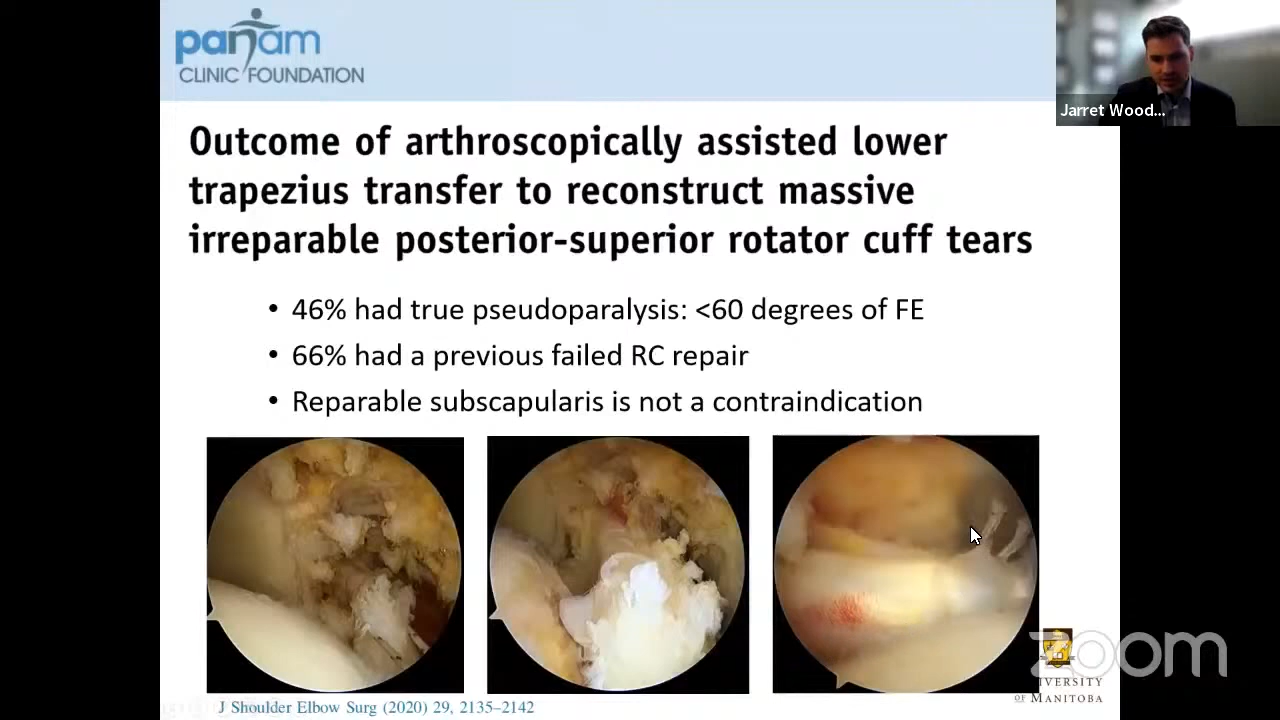 panam
CLINIC FOUNDATION
Jarret Wood...
Outcome of arthroscopically assisted lower
trapezius transfer to reconstruct massive
irreparable posterior-superior rotator cuff tears
• 46% had true pseudoparalysis: <60 degrees of FE
• 66% had a previous failed RC repair
• Reparable subscapularis is not a contraindication
zoom
UNIVERSITY
OF MANITOBA
J Shoulder Elbow Surg (2020) 29, 2135–2142